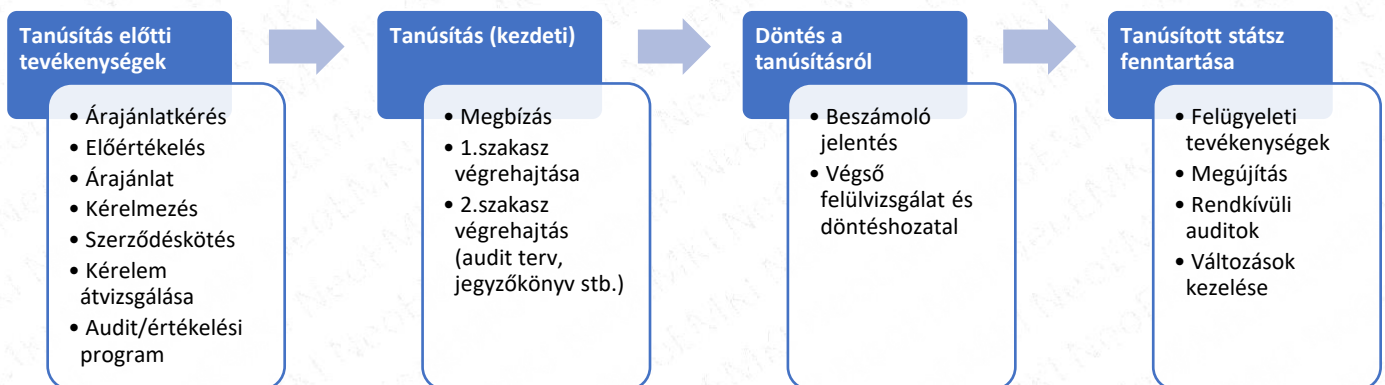 Tanúsítás előtti
tevékenységek
• Árajánlatkérés
• Előértékelés
• Árajánlat
• Kérelmezés
• Szerződéskötés
• Kérelem
átvizsgálása
• Audit/értékelési
program
Tanúsítás (kezdeti)
• Megbízás
• 1.szakasz
végrehajtása
• 2.szakasz
végrehajtás
(audit terv,
jegyzőkönyv stb.)
Döntés a
tanúsításról
• Beszámoló
jelentés
• Végső
felülvizsgálat és
döntéshozatal
Tanúsított státsz
fenntartása
• Felügyeleti
tevékenységek
• Megújítás
• Rendkívüli
auditok
• Változások
kezelése